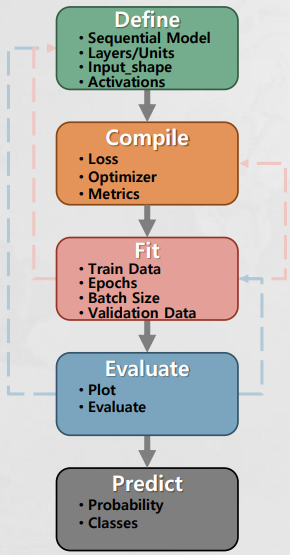 Define
• Sequential Model
• Layers/Units
• Input_shape
• Activations
Compile
• Loss
• Optimizer
• Metrics
Fit
• Train Data
• Epochs
• Batch Size
• Validation Data
Evaluate
• Plot
• Evaluate
Predict
• Probability
• Classes